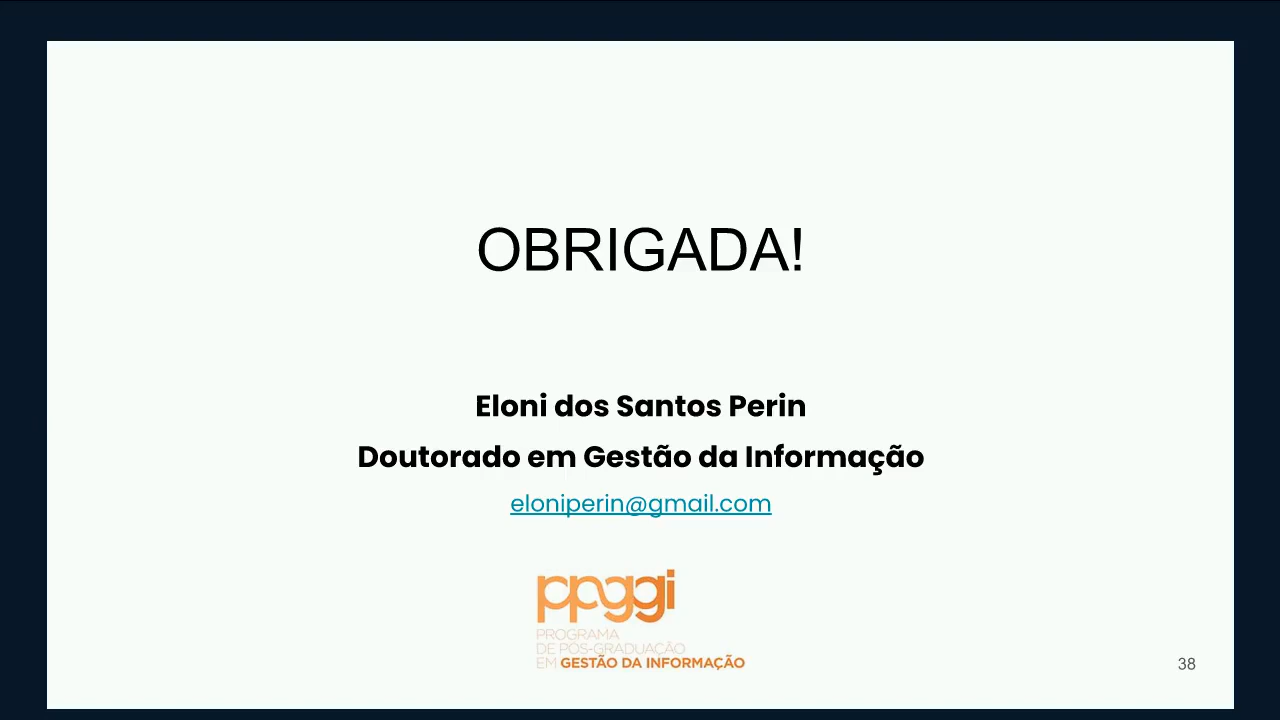 OBRIGADA!
Eloni dos Santos Perin
Doutorado em Gestão da Informação
eloniperin@gmail.com
ppggi
PROGRAMA
DE PÓS-GRADUAÇÃO
EM GESTÃO DA INFORMAÇÃO
38